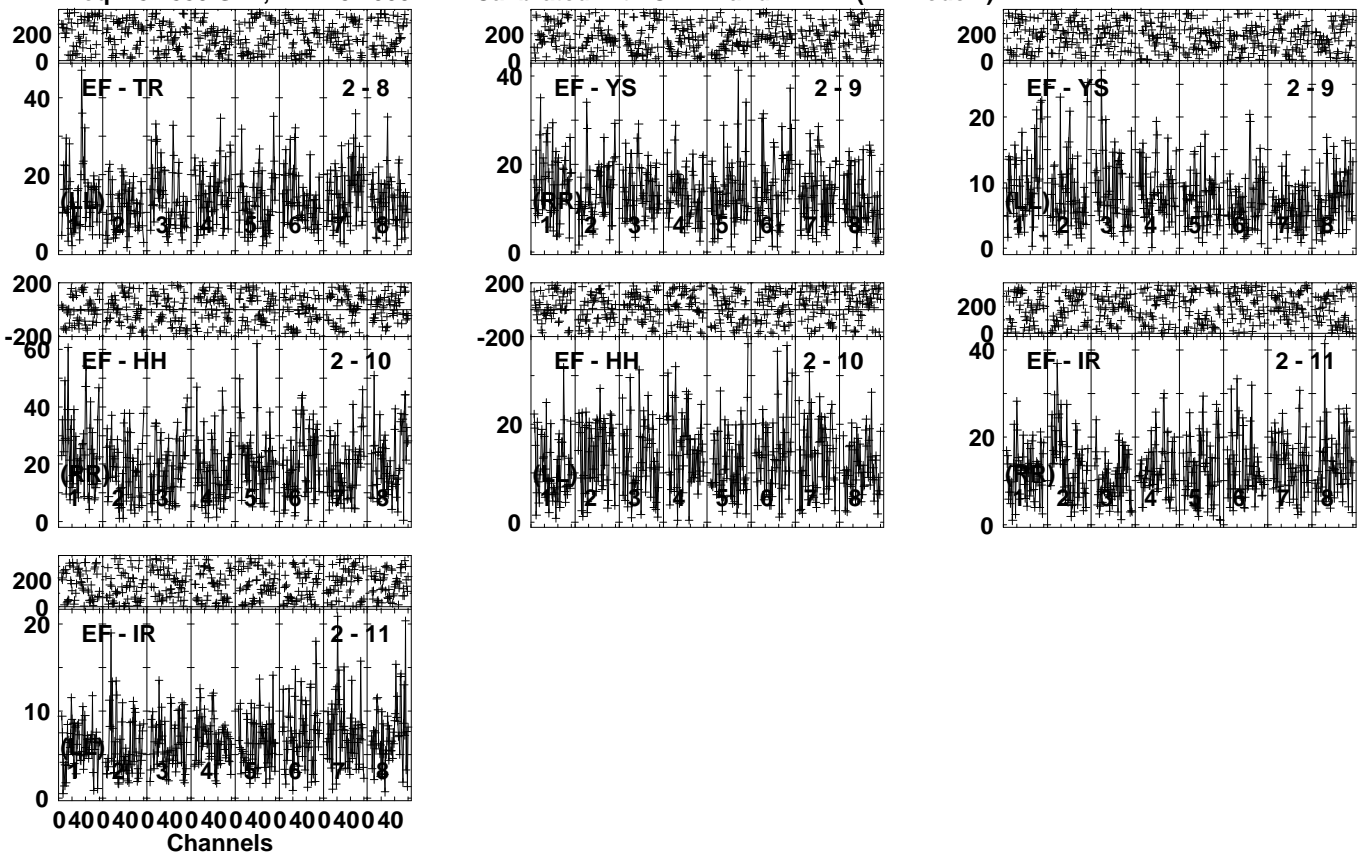 200
0
200
0
200
0
EF - TR 2 - 8
EF - YS 2 - 9
EF - YS 2 - 9
40
20
0
40
20
0
20
10
0
(LL)
(RR)
(LL)
1 2 3 4 5 6 7 8
1 2 3 4 5 6 7 8
1 2 3 4 5 6 7 8
200
-200
200
-200
200
0
EF - HH 2 - 10
EF - HH 2 - 10
EF - IR 2 - 11
60
40
20
0
20
0
40
20
0
(RR)
(LL)
(RR)
1 2 3 4 5 6 7 8
1 2 3 4 5 6 7 8
1 2 3 4 5 6 7 8
200
0
EF - IR 2 - 11
20
10
0
(LL)
1 2 3 4 5 6 7 8
0 40 0 40 0 40 0 40 0 40 0 40 0 40 0 40
Channels